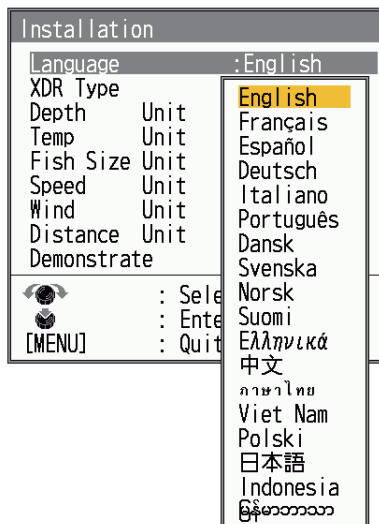 Installation
Language :English
XDR Type
Depth Unit
Temp Unit
Fish Size Unit
Speed Unit
Wind Unit
Distance Unit
Demonstrate
: Sele
: Ente
[MENU] : Quit
English
Français
Español
Deutsch
Italiano
Português
Dansk
Svenska
Norsk
Suomi
Ελληνικά
中文
ภาษาไทย
Viet Nam
Polski
日本語
Indonesia
မြန်မာဘာသာ